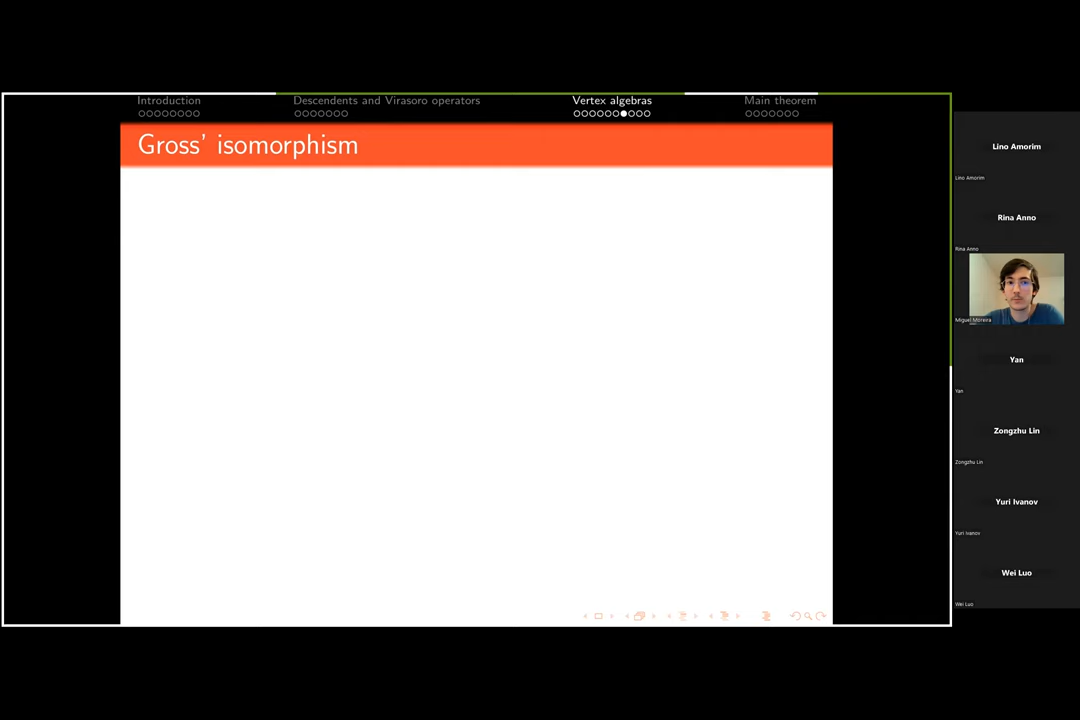 Introduction
Descendents and Virasoro operators
Vertex algebras
Main theorem
Gross' isomorphism
Lino Amorim
Lino Amorim
Rina Anno
Rina Anno
Miguel Moreira
Yan
Yan
Zongzhu Lin
Zongzhu Lin
Yuri Ivanov
Yuri Ivanov
Wei Luo
Wei Luo